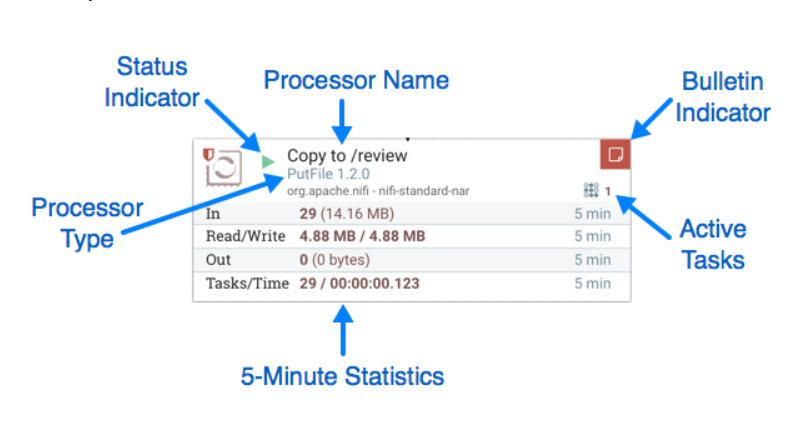 Status
Indicator
Processor Name
Bulletin
Indicator
Copy to /review
PutFile 1.2.0
org.apache.nifi - nifi-standard-nar
1
Processor
Type
In 29 (14.16 MB) 5 min
Read/Write 4.88 MB / 4.88 MB 5 min
Out 0 (0 bytes) 5 min
Tasks/Time 29 / 00:00:00.123 5 min
Active
Tasks
5-Minute Statistics